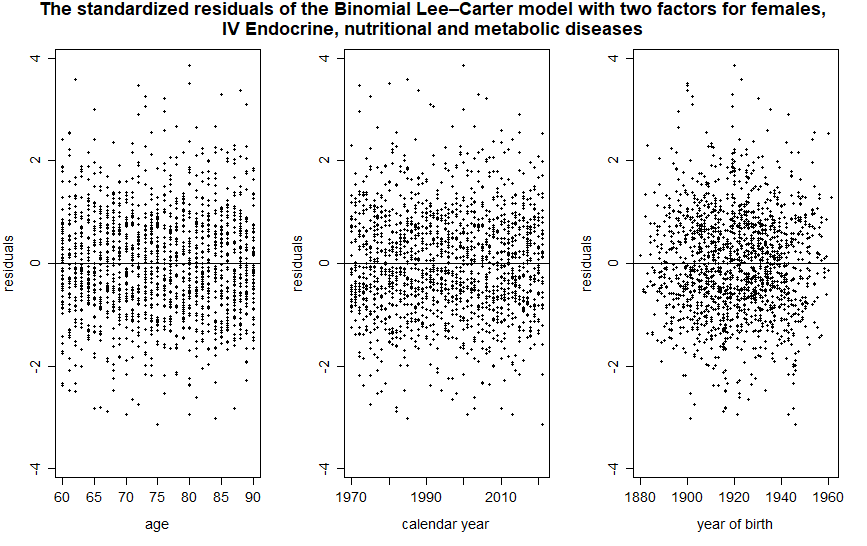 The standardized residuals of the Binomial Lee–Carter model with two factors for females,
IV Endocrine, nutritional and metabolic diseases
residuals
4
2
0
-2
-4
60 65 70 75 80 85 90
age
residuals
4
2
0
-2
-4
1970 1990 2010
calendar year
residuals
4
2
0
-2
-4
1880 1900 1920 1940 1960
year of birth